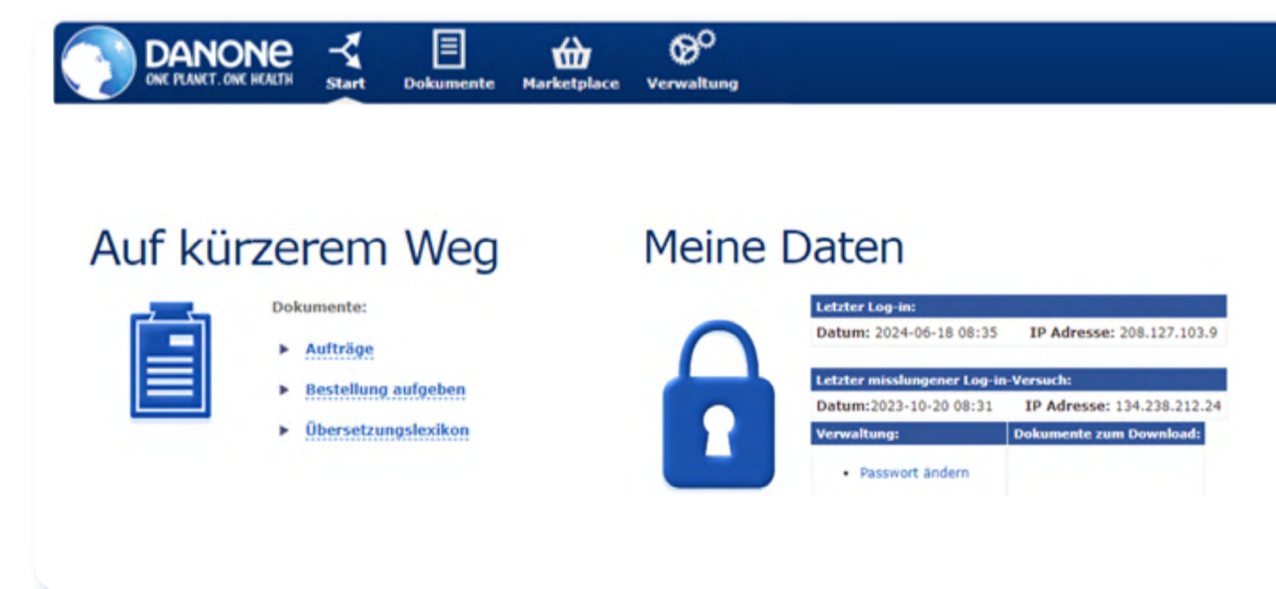 DANONE
ONE PLANET. ONE HEALTH
Start
Dokumente
Marketplace
Verwaltung
Auf kürzerem Weg
Dokumente:
Aufträge
Bestellung aufgeben
Übersetzungslexikon
Meine Daten
Letzter Log-in:
Datum: 2024-06-18 08:35 IP Adresse: 208.127.103.9
Letzter misslungener Log-in-Versuch:
Datum:2023-10-20 08:31 IP Adresse: 134.238.212.24
Verwaltung: Dokumente zum Download:
• Passwort ändern